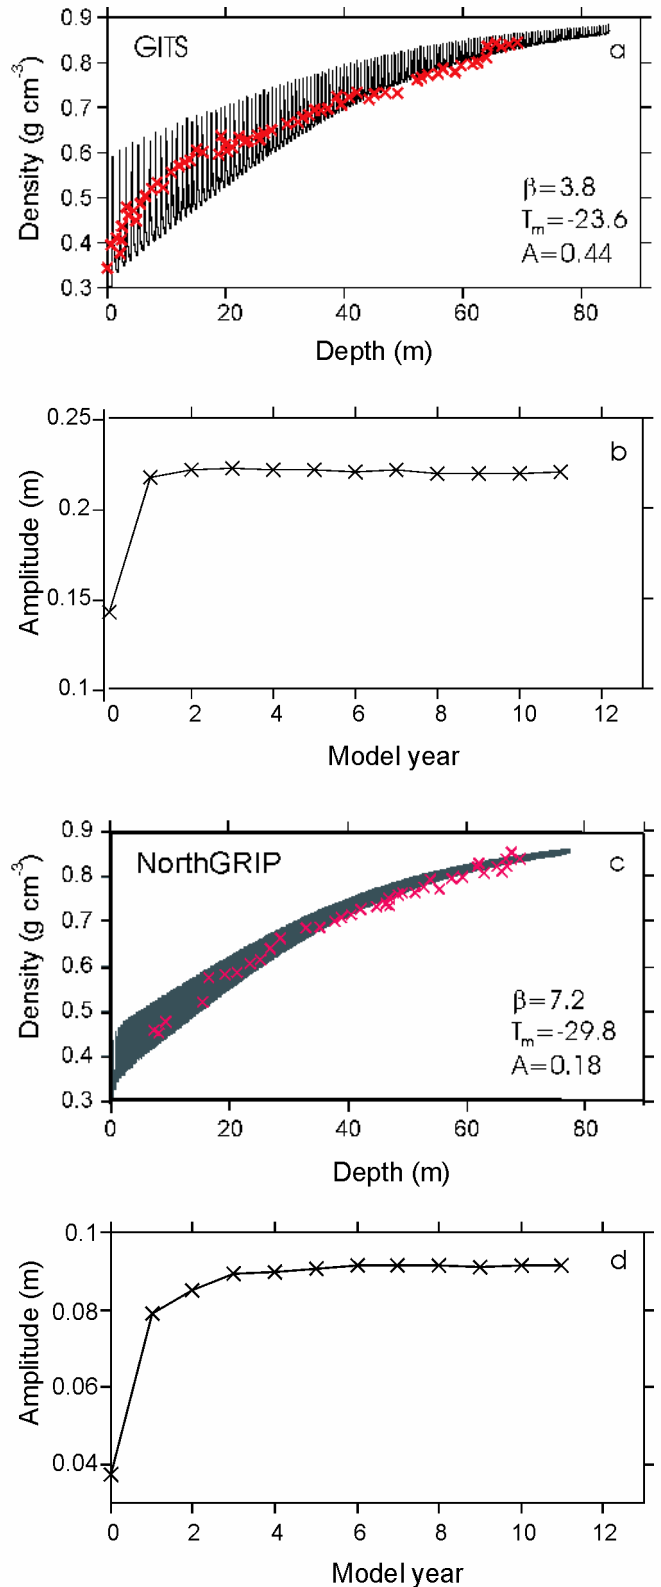 0.9
0.8
0.7
0.6
0.5
0.4
0.3
Density (g cm⁻³)
GITS
a
β=3.8
Tₘ=-23.6
A=0.44
0 20 40 60 80
Depth (m)
0.25
0.2
0.15
0.1
Amplitude (m)
b
0 2 4 6 8 10 12
Model year
0.9
0.8
0.7
0.6
0.5
0.4
0.3
Density (g cm⁻³)
NorthGRIP
c
β=7.2
Tₘ=-29.8
A=0.18
0 20 40 60 80
Depth (m)
0.1
0.08
0.06
0.04
Amplitude (m)
d
0 2 4 6 8 10 12
Model year